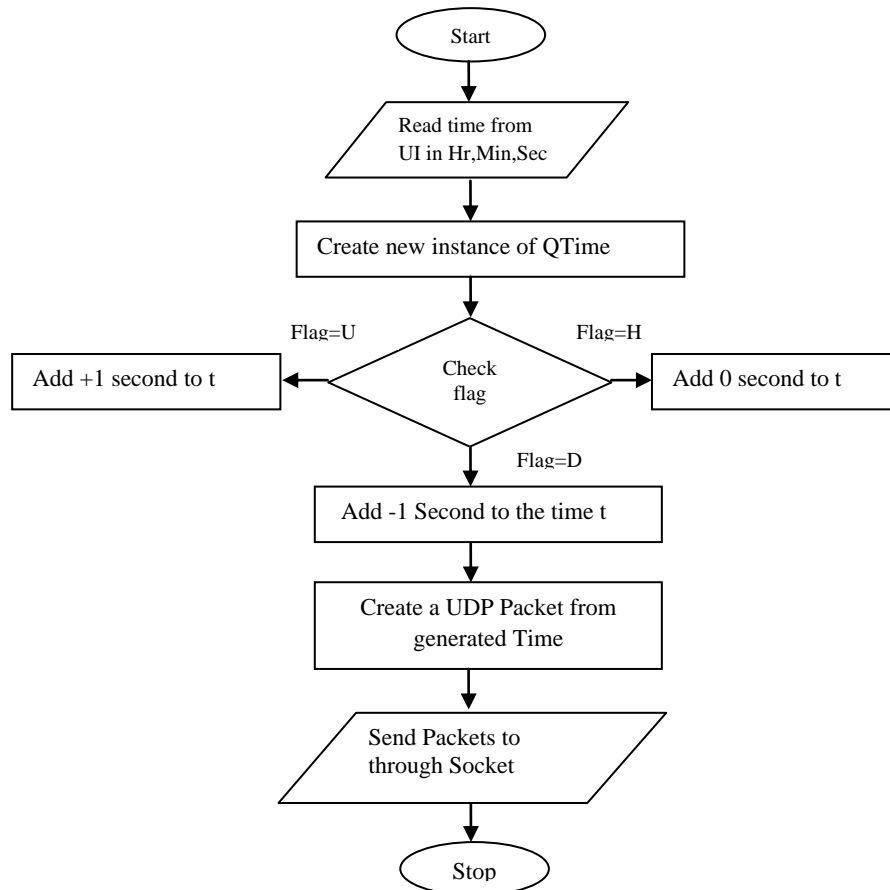 Start
Read time from
UI in Hr,Min,Sec
Create new instance of QTime
Flag=U
Flag=H
Add +1 second to t
Check
flag
Add 0 second to t
Flag=D
Add -1 Second to the time t
Create a UDP Packet from
generated Time
Send Packets to
through Socket
Stop